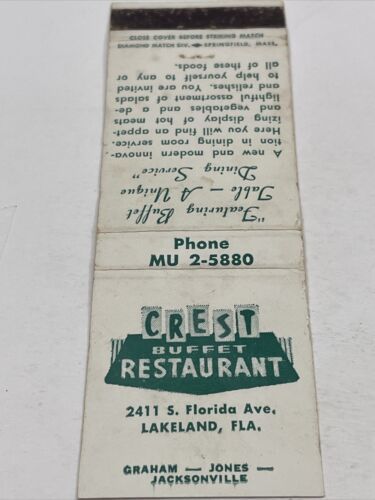 CLOSE COVER BEFORE STRIKING MATCH
DIAMOND MATCH DIV. SPRINGFIELD, MASS.
"Featuring Buffet
Table — A Unique
Dining Service"
A new and modern innova-
tion in dining room service.
Here you will find an appet-
izing display of hot meats
and vegetables and a de-
lightful assortment of salads
and relishes. You are invited
to help to yourself to any or
all of these foods.
Phone
MU 2-5880
CREST
BUFFET
RESTAURANT
2411 S. Florida Ave.
LAKELAND, FLA.
GRAHAM — JONES —
JACKSONVILLE